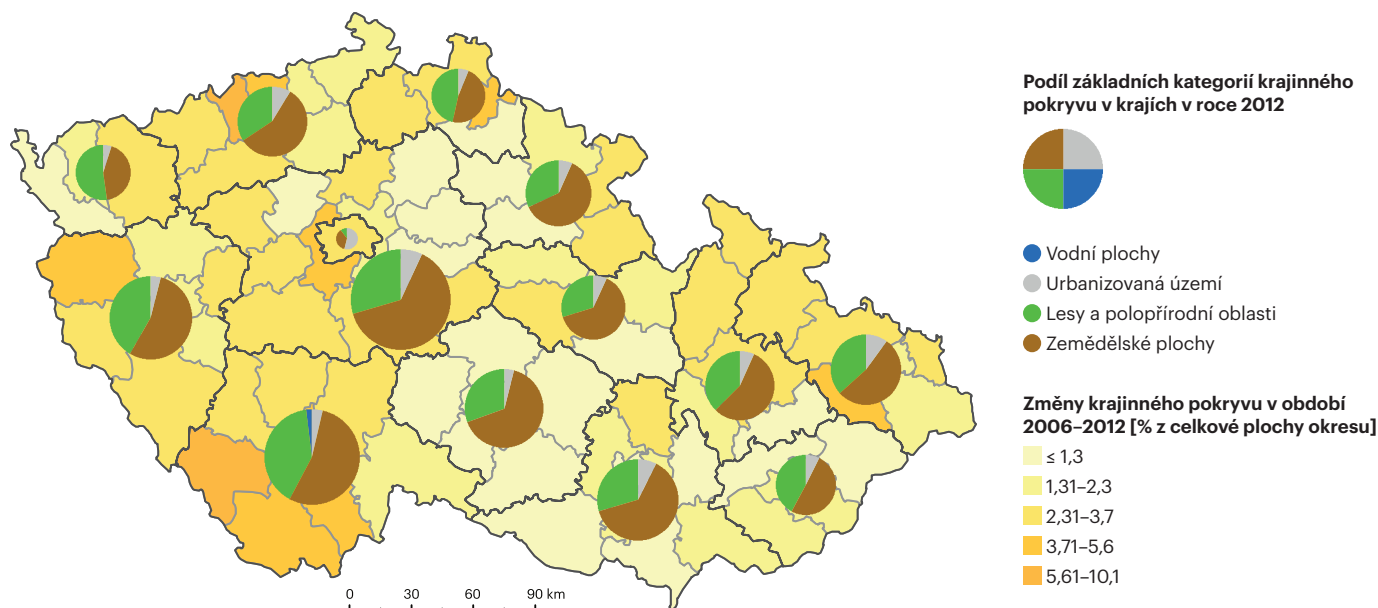 Podíl základních kategorií krajinného
pokryvu v krajích v roce 2012
Vodní plochy
Urbanizovaná území
Lesy a polopřírodní oblasti
Zemědělské plochy
Změny krajinného pokryvu v období
2006–2012 [% z celkové plochy okresu]
≤ 1,3
1,31–2,3
2,31–3,7
3,71–5,6
5,61–10,1
0 30 60 90 km